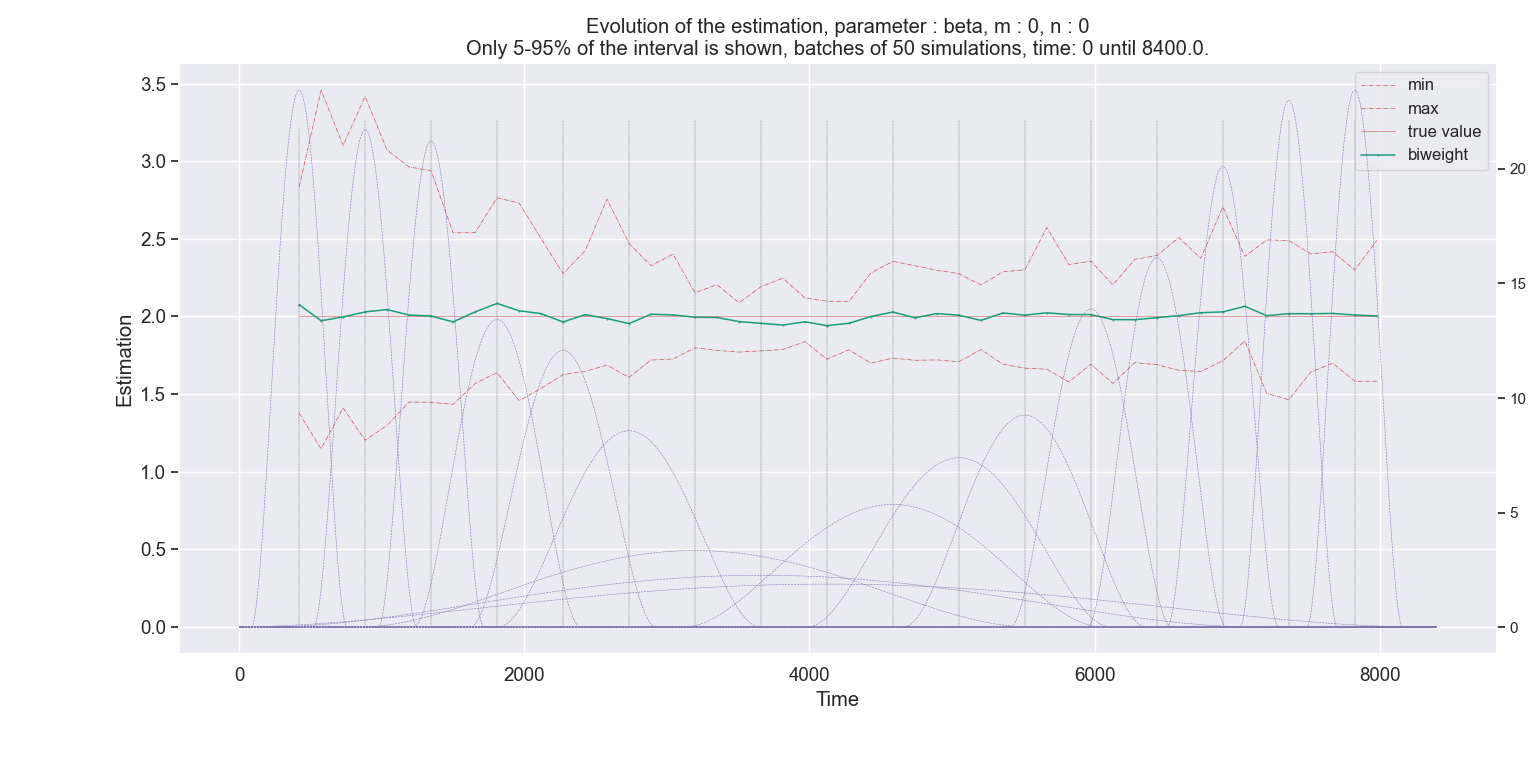 Evolution of the estimation, parameter : beta, m : 0, n : 0
Only 5-95% of the interval is shown, batches of 50 simulations, time: 0 until 8400.0.
min
max
true value
biweight
Estimation
3.5
3.0
2.5
2.0
1.5
1.0
0.5
0.0
20
15
10
5
0
0
2000
4000
6000
8000
Time